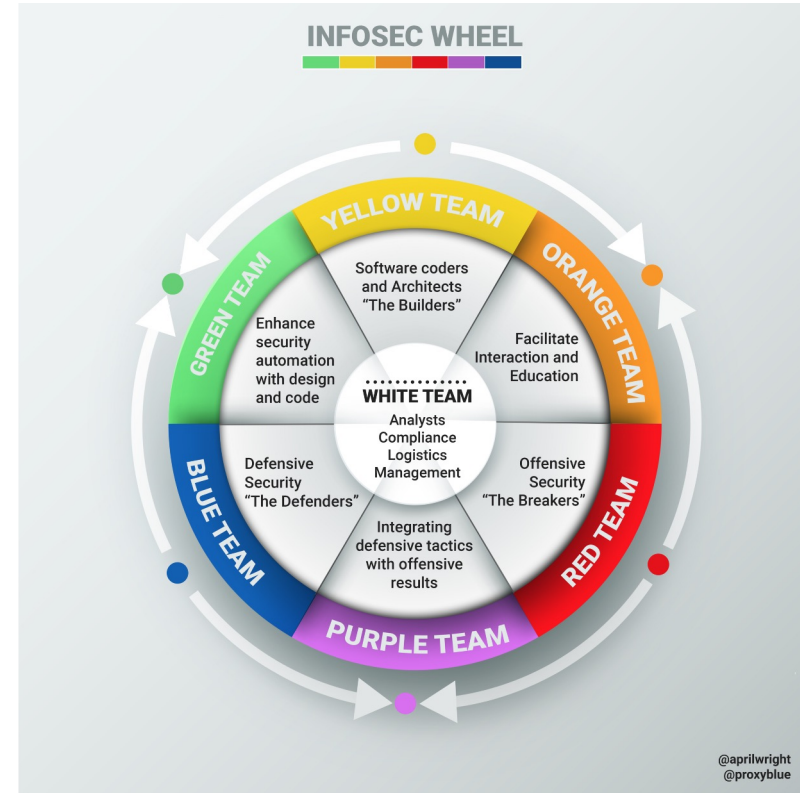 INFOSEC WHEEL
YELLOW TEAM
Software coders
and Architects
“The Builders”
ORANGE TEAM
Facilitate
Interaction and
Education
RED TEAM
Offensive
Security
“The Breakers”
PURPLE TEAM
Integrating
defensive tactics
with offensive
results
BLUE TEAM
Defensive
Security
“The Defenders”
GREEN TEAM
Enhance
security
automation
with design
and code
WHITE TEAM
Analysts
Compliance
Logistics
Management
@aprilwright
@proxyblue